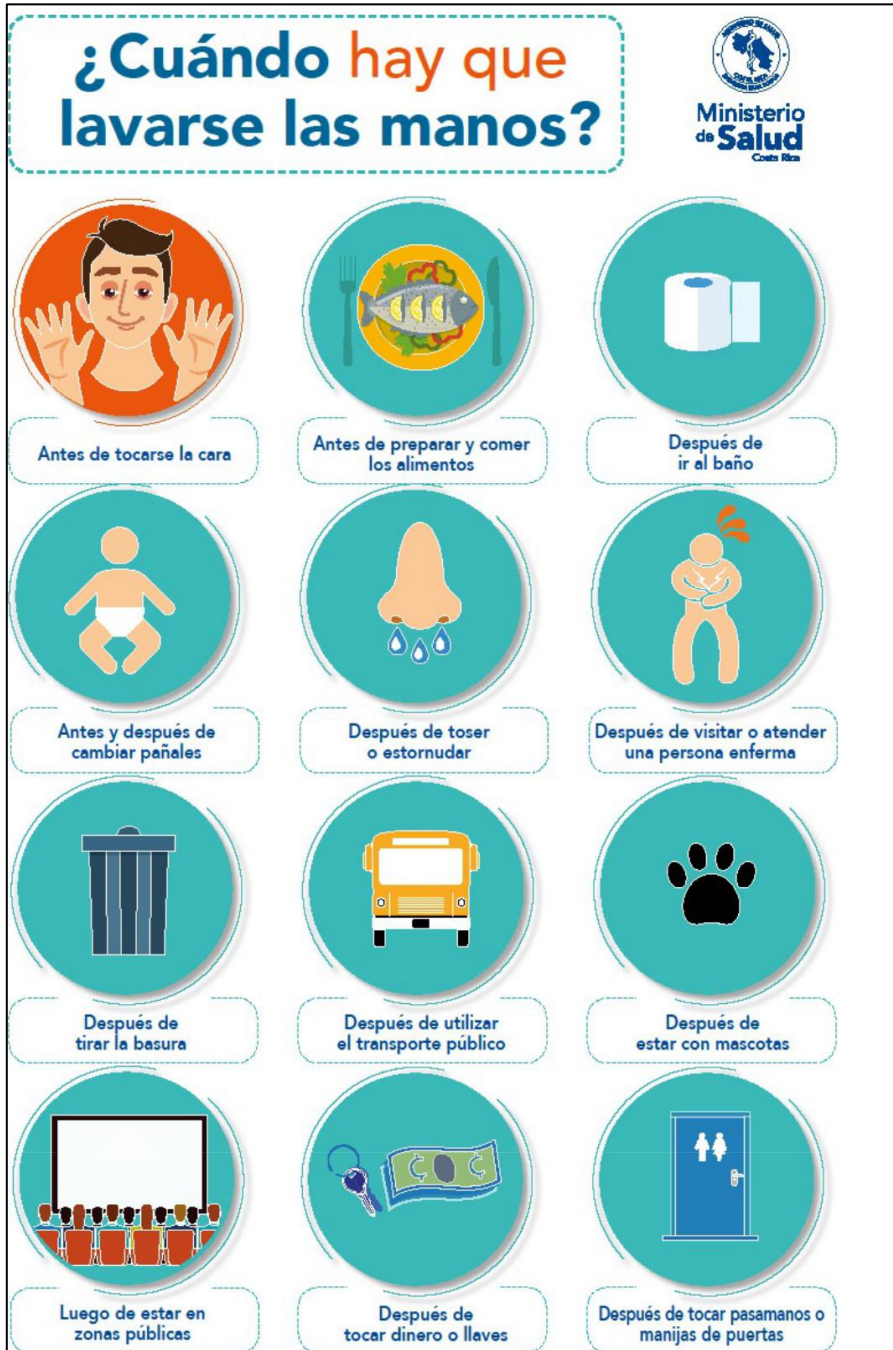 ¿Cuándo hay que
lavarse las manos?
Ministerio
de Salud
Costa Rica
Antes de tocarse la cara
Antes de preparar y comer
los alimentos
Después de
ir al baño
Antes y después de
cambiar pañales
Después de toser
o estornudar
Después de visitar o atender
una persona enferma
Después de
tirar la basura
Después de utilizar
el transporte público
Después de
estar con mascotas
Luego de estar en
zonas públicas
Después de
tocar dinero o llaves
Después de tocar pasamanos o
manijas de puertas